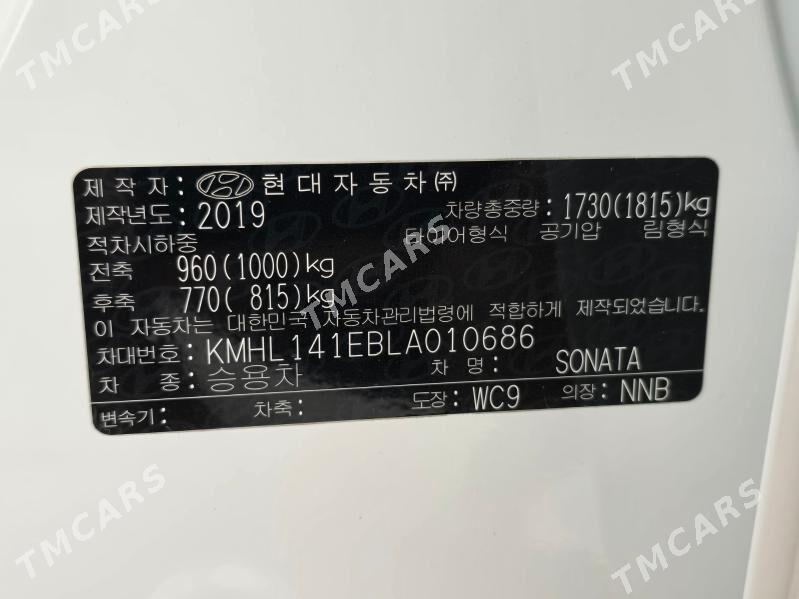 TMCARS
TMCARS
제 작 자 : 현대자동차㈜
제작년도 : 2019 차량총중량 : 1730(1815)kg
적차시하중 타이어형식 공기압 림형식
전축 960(1000)kg
후축 770( 815)kg
이 자동차는 대한민국 자동차관리법령에 적합하게 제작되었습니다.
차대번호 : KMHL141EBLA010686
차 종 : 승용차 차 명 : SONATA
변속기 : 차축 : 도장 : WC9 의장 : NNB
TMCARS
TMCARS
TMCARS